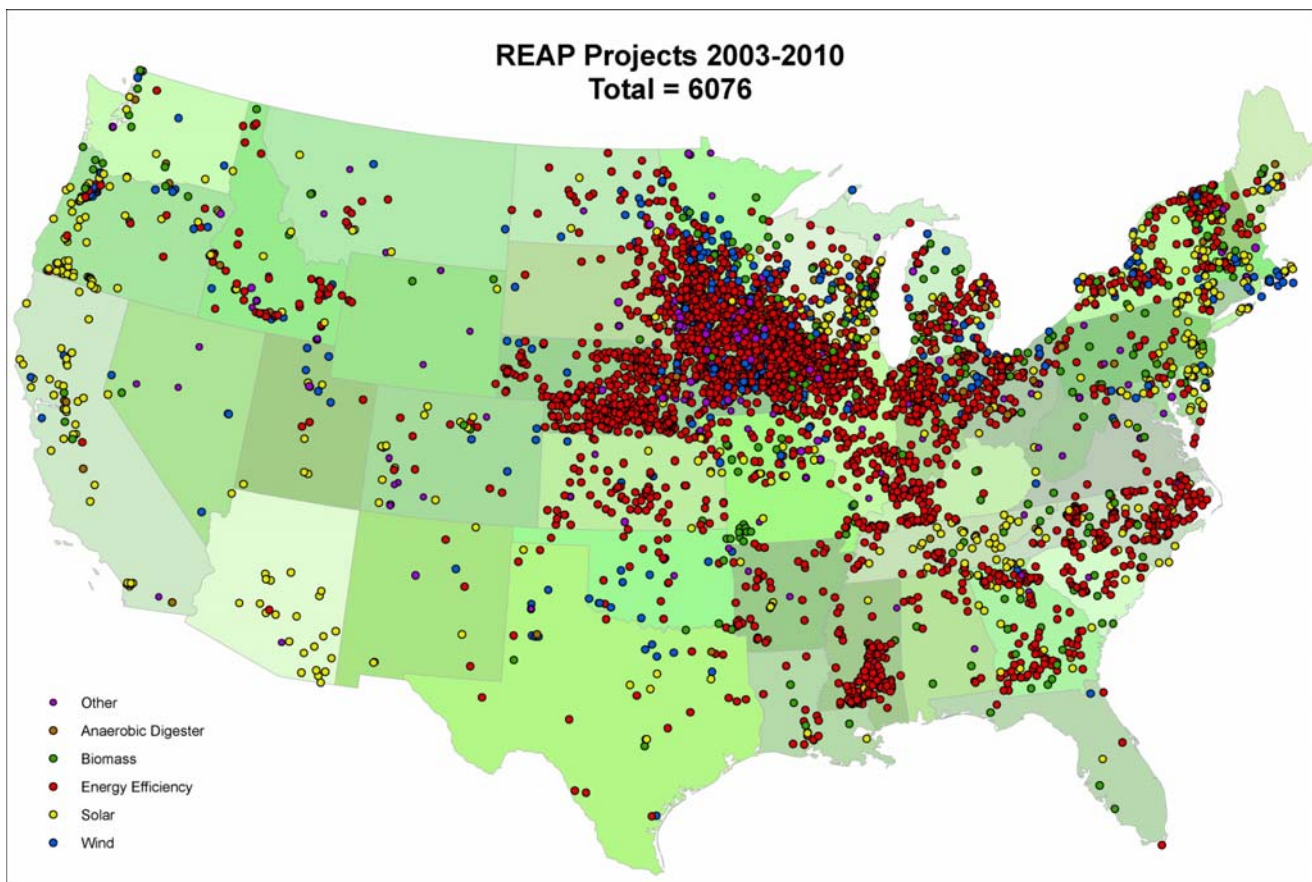 REAP Projects 2003-2010
Total = 6076
Other
Anaerobic Digester
Biomass
Energy Efficiency
Solar
Wind